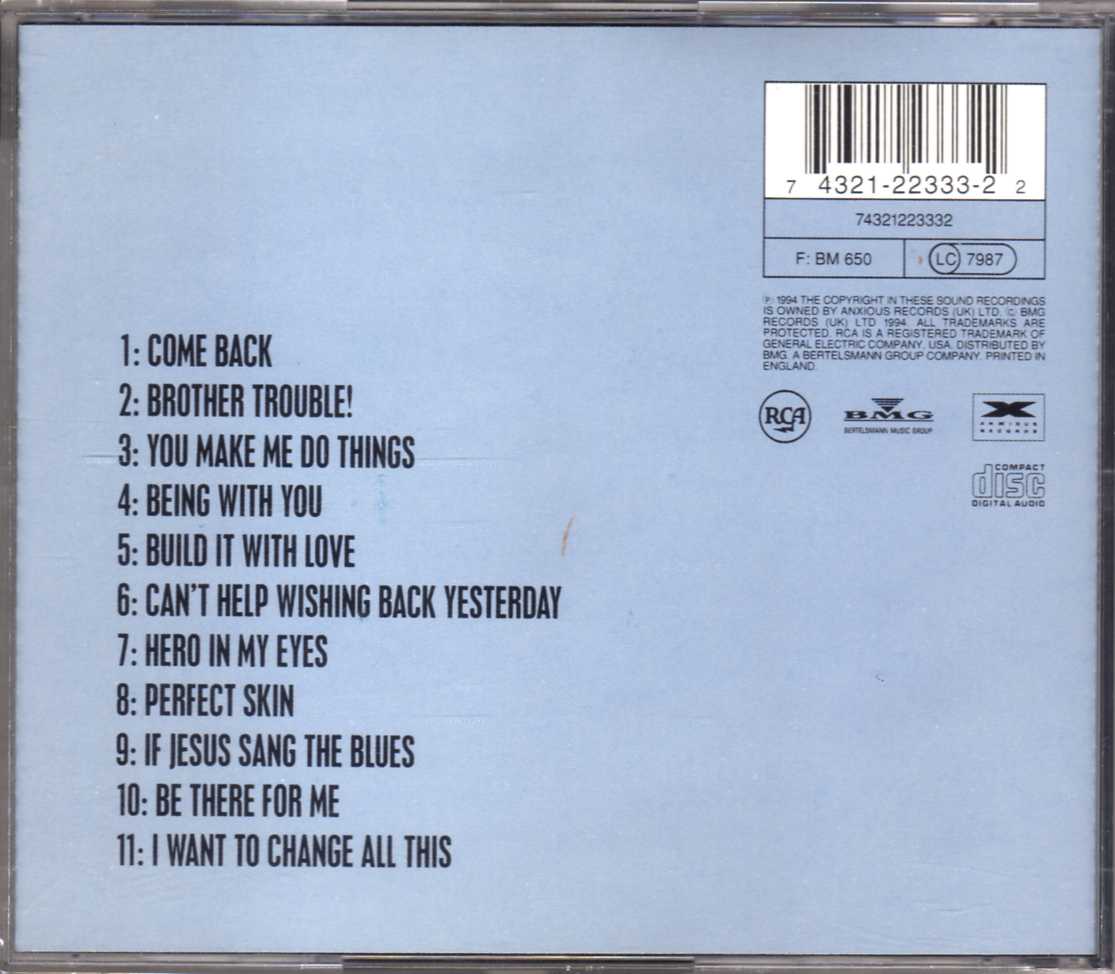 7 4321-22333-2 2
74321223332
F: BM 650 LC 7987
℗ 1994 THE COPYRIGHT IN THESE SOUND RECORDINGS
IS OWNED BY ANXIOUS RECORDS (UK) LTD. © BMG
RECORDS (UK) LTD 1994. ALL TRADEMARKS ARE
PROTECTED. RCA IS A REGISTERED TRADEMARK OF
GENERAL ELECTRIC COMPANY, USA. DISTRIBUTED BY
BMG. A BERTELSMANN GROUP COMPANY. PRINTED IN
ENGLAND.
RCA
BMG
BERTELSMANN MUSIC GROUP
X
ANXIOUS
RECORDS
COMPACT
disc
DIGITAL AUDIO
1: COME BACK
2: BROTHER TROUBLE!
3: YOU MAKE ME DO THINGS
4: BEING WITH YOU
5: BUILD IT WITH LOVE
6: CAN'T HELP WISHING BACK YESTERDAY
7: HERO IN MY EYES
8: PERFECT SKIN
9: IF JESUS SANG THE BLUES
10: BE THERE FOR ME
11: I WANT TO CHANGE ALL THIS